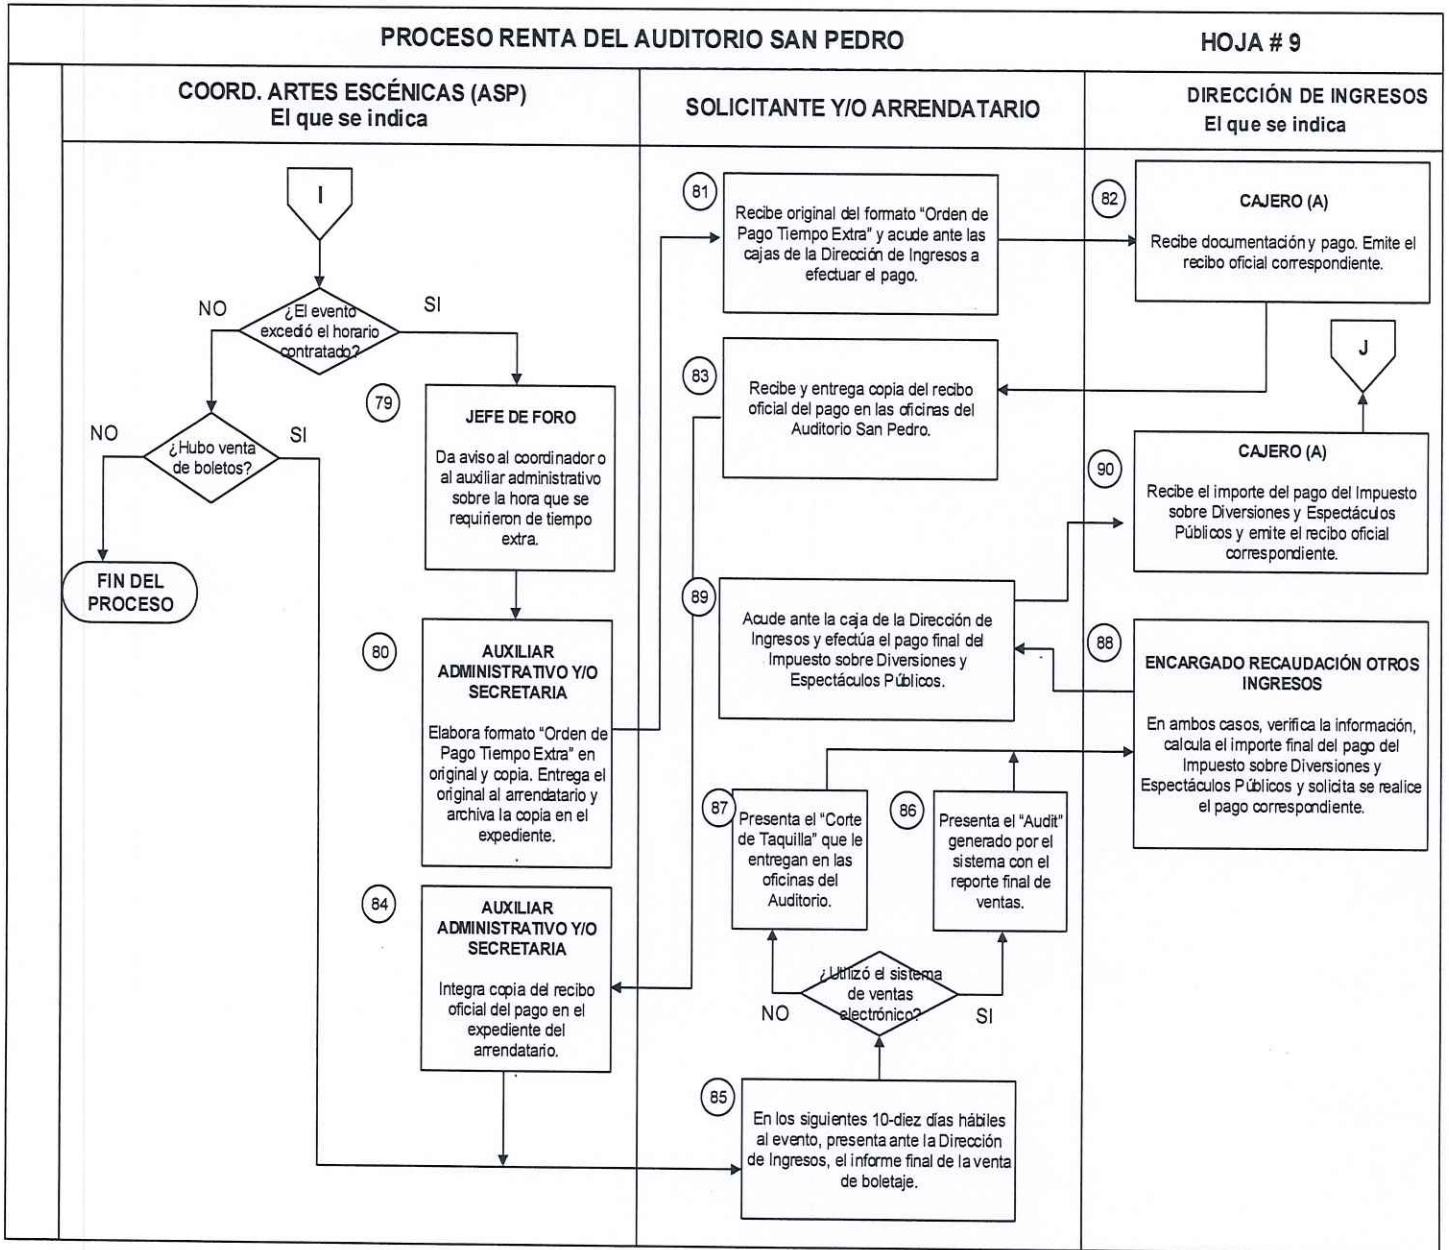 PROCESO RENTA DEL AUDITORIO SAN PEDRO
HOJA # 9
COORD. ARTES ESCÉNICAS (ASP)
El que se indica
SOLICITANTE Y/O ARRENDATARIO
DIRECCIÓN DE INGRESOS
El que se indica
I
¿El evento
excedió el horario
contratado?
NO
SI
¿Hubo venta
de boletos?
NO
SI
FIN DEL
PROCESO
79
JEFE DE FORO
Da aviso al coordinador o
al auxiliar administrativo
sobre la hora que se
requirieron de tiempo
extra.
80
AUXILIAR
ADMINISTRATIVO Y/O
SECRETARIA
Elabora formato “Orden de
Pago Tiempo Extra” en
original y copia. Entrega el
original al arrendatario y
archiva la copia en el
expediente.
84
AUXILIAR
ADMINISTRATIVO Y/O
SECRETARIA
Integra copia del recibo
oficial del pago en el
expediente del
arrendatario.
81
Recibe original del formato “Orden de
Pago Tiempo Extra” y acude ante las
cajas de la Dirección de Ingresos a
efectuar el pago.
83
Recibe y entrega copia del recibo
oficial del pago en las oficinas del
Auditorio San Pedro.
89
Acude ante la caja de la Dirección de
Ingresos y efectúa el pago final del
Impuesto sobre Diversiones y
Espectáculos Públicos.
87
Presenta el “Corte
de Taquilla” que le
entregan en las
oficinas del
Auditorio.
86
Presenta el “Audit”
generado por el
sistema con el
reporte final de
ventas.
¿Utilizó el sistema
de ventas
electrónico?
NO
SI
85
En los siguientes 10-diez días hábiles
al evento, presenta ante la Dirección
de Ingresos, el informe final de la venta
de boletaje.
82
CAJERO (A)
Recibe documentación y pago. Emite el
recibo oficial correspondiente.
J
90
CAJERO (A)
Recibe el importe del pago del Impuesto
sobre Diversiones y Espectáculos
Públicos y emite el recibo oficial
correspondiente.
88
ENCARGADO RECAUDACIÓN OTROS
INGRESOS
En ambos casos, verifica la información,
calcula el importe final del pago del
Impuesto sobre Diversiones y
Espectáculos Públicos y solicita se realice
el pago correspondiente.